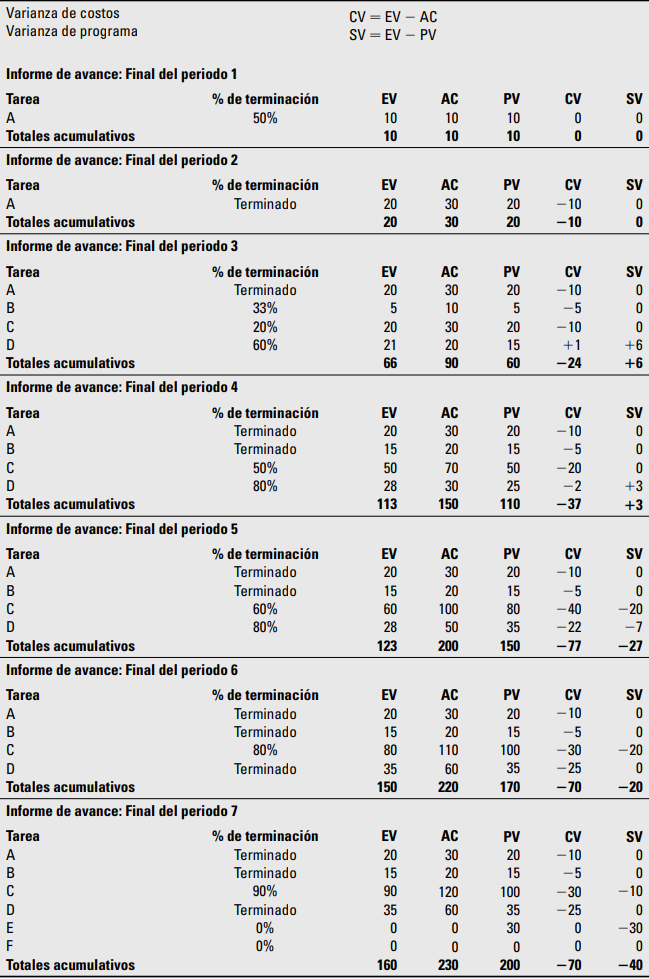 Varianza de costos CV = EV − AC
Varianza de programa SV = EV − PV
Informe de avance: Final del periodo 1
Tarea % de terminación EV AC PV CV SV
A 50% 10 10 10 0 0
Totales acumulativos 10 10 10 0 0
Informe de avance: Final del periodo 2
Tarea % de terminación EV AC PV CV SV
A Terminado 20 30 20 −10 0
Totales acumulativos 20 30 20 −10 0
Informe de avance: Final del periodo 3
Tarea % de terminación EV AC PV CV SV
A Terminado 20 30 20 −10 0
B 33% 5 10 5 −5 0
C 20% 20 30 20 −10 0
D 60% 21 20 15 +1 +6
Totales acumulativos 66 90 60 −24 +6
Informe de avance: Final del periodo 4
Tarea % de terminación EV AC PV CV SV
A Terminado 20 30 20 −10 0
B Terminado 15 20 15 −5 0
C 50% 50 70 50 −20 0
D 80% 28 30 25 −2 +3
Totales acumulativos 113 150 110 −37 +3
Informe de avance: Final del periodo 5
Tarea % de terminación EV AC PV CV SV
A Terminado 20 30 20 −10 0
B Terminado 15 20 15 −5 0
C 60% 60 100 80 −40 −20
D 80% 28 50 35 −22 −7
Totales acumulativos 123 200 150 −77 −27
Informe de avance: Final del periodo 6
Tarea % de terminación EV AC PV CV SV
A Terminado 20 30 20 −10 0
B Terminado 15 20 15 −5 0
C 80% 80 110 100 −30 −20
D Terminado 35 60 35 −25 0
Totales acumulativos 150 220 170 −70 −20
Informe de avance: Final del periodo 7
Tarea % de terminación EV AC PV CV SV
A Terminado 20 30 20 −10 0
B Terminado 15 20 15 −5 0
C 90% 90 120 100 −30 −10
D Terminado 35 60 35 −25 0
E 0% 0 0 30 0 −30
F 0% 0 0 0 0 0
Totales acumulativos 160 230 200 −70 −40